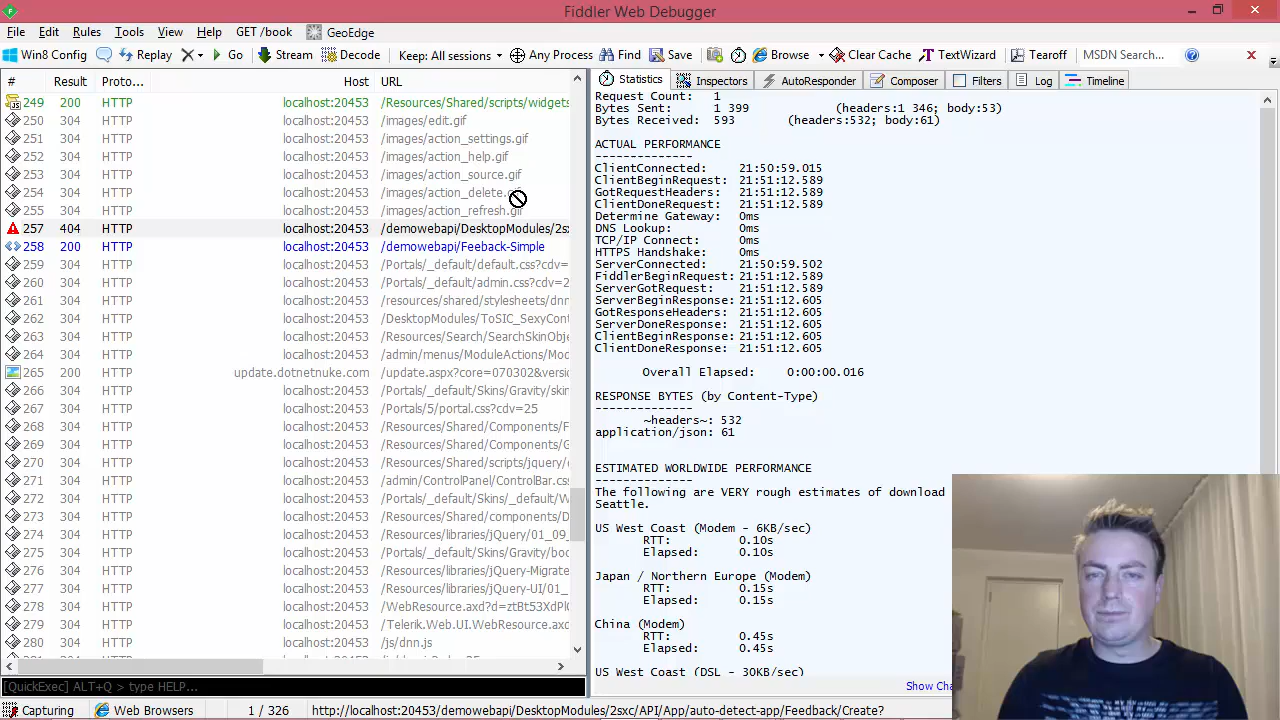 Fiddler Web Debugger
File Edit Rules Tools View Help GET /book GeoEdge
Win8 Config Replay Go Stream Decode Keep: All sessions Any Process Find Save Browse Clear Cache TextWizard Tearoff MSDN Search...
# Result Proto... Host URL
Statistics Inspectors AutoResponder Composer Filters Log Timeline
249 200 HTTP localhost:20453 /Resources/Shared/scripts/widgets
250 304 HTTP localhost:20453 /images/edit.gif
251 304 HTTP localhost:20453 /images/action_settings.gif
252 304 HTTP localhost:20453 /images/action_help.gif
253 304 HTTP localhost:20453 /images/action_source.gif
254 304 HTTP localhost:20453 /images/action_delete.
255 304 HTTP localhost:20453 /images/action_refresh.gif
257 404 HTTP localhost:20453 /demowebapi/DesktopModules/2sx
258 200 HTTP localhost:20453 /demowebapi/Feeback-Simple
259 304 HTTP localhost:20453 /Portals/_default/default.css?cdv=
260 304 HTTP localhost:20453 /Portals/_default/admin.css?cdv=2
261 304 HTTP localhost:20453 /resources/shared/stylesheets/dnn
262 304 HTTP localhost:20453 /DesktopModules/ToSIC_SexyCont
263 304 HTTP localhost:20453 /Resources/Search/SearchSkinObje
264 304 HTTP localhost:20453 /admin/menus/ModuleActions/Mod
265 200 HTTP update.dotnetnuke.com /update.aspx?core=070302&versio
266 304 HTTP localhost:20453 /Portals/_default/Skins/Gravity/skin
267 304 HTTP localhost:20453 /Portals/5/portal.css?cdv=25
268 304 HTTP localhost:20453 /Resources/Shared/Components/F
269 304 HTTP localhost:20453 /Resources/Shared/Components/G
270 304 HTTP localhost:20453 /Resources/Shared/scripts/jquery/
271 304 HTTP localhost:20453 /admin/ControlPanel/ControlBar.css
272 304 HTTP localhost:20453 /Portals/_default/Skins/_default/W
273 304 HTTP localhost:20453 /Resources/Shared/components/D
274 304 HTTP localhost:20453 /Resources/libraries/jQuery/01_09_
275 304 HTTP localhost:20453 /Portals/_default/Skins/Gravity/boo
276 304 HTTP localhost:20453 /Resources/libraries/jQuery-Migrate
277 304 HTTP localhost:20453 /Resources/libraries/jQuery-UI/01_
278 304 HTTP localhost:20453 /WebResource.axd?d=ztBt53XdPl
279 304 HTTP localhost:20453 /Telerik.Web.UI.WebResource.axd
280 304 HTTP localhost:20453 /js/dnn.js
Request Count: 1
Bytes Sent: 1 399 (headers:1 346; body:53)
Bytes Received: 593 (headers:532; body:61)
ACTUAL PERFORMANCE
--------------
ClientConnected: 21:50:59.015
ClientBeginRequest: 21:51:12.589
GotRequestHeaders: 21:51:12.589
ClientDoneRequest: 21:51:12.589
Determine Gateway: 0ms
DNS Lookup: 0ms
TCP/IP Connect: 0ms
HTTPS Handshake: 0ms
ServerConnected: 21:50:59.502
FiddlerBeginRequest: 21:51:12.589
ServerGotRequest: 21:51:12.589
ServerBeginResponse: 21:51:12.605
GotResponseHeaders: 21:51:12.605
ServerDoneResponse: 21:51:12.605
ClientBeginResponse: 21:51:12.605
ClientDoneResponse: 21:51:12.605
Overall Elapsed: 0:00:00.016
RESPONSE BYTES (by Content-Type)
--------------
~headers~: 532
application/json: 61
ESTIMATED WORLDWIDE PERFORMANCE
--------------
The following are VERY rough estimates of download
Seattle.
US West Coast (Modem - 6KB/sec)
RTT: 0.10s
Elapsed: 0.10s
Japan / Northern Europe (Modem)
RTT: 0.15s
Elapsed: 0.15s
China (Modem)
RTT: 0.45s
Elapsed: 0.45s
US West Coast (DSL - 30KB/sec)
Show Cha
[QuickExec] ALT+Q > type HELP...
Capturing Web Browsers 1 / 326 http://localhost:20453/demowebapi/DesktopModules/2sxc/API/App/auto-detect-app/Feedback/Create